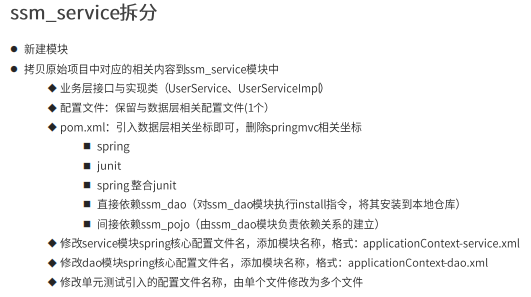 ssm_service拆分
● 新建模块
● 拷贝原始项目中对应的相关内容到ssm_service模块中
◆ 业务层接口与实现类（UserService、UserServiceImpl）
◆ 配置文件：保留与数据层相关配置文件(1个）
◆ pom.xml：引入数据层相关坐标即可，删除springmvc相关坐标
■ spring
■ junit
■ spring 整合junit
■ 直接依赖ssm_dao（对ssm_dao模块执行install指令，将其安装到本地仓库）
■ 间接依赖ssm_pojo（由ssm_dao模块负责依赖关系的建立）
◆ 修改service模块spring核心配置文件名，添加模块名称，格式：applicationContext-service.xml
◆ 修改dao模块spring核心配置文件名，添加模块名称，格式：applicationContext-dao.xml
◆ 修改单元测试引入的配置文件名称，由单个文件修改为多个文件